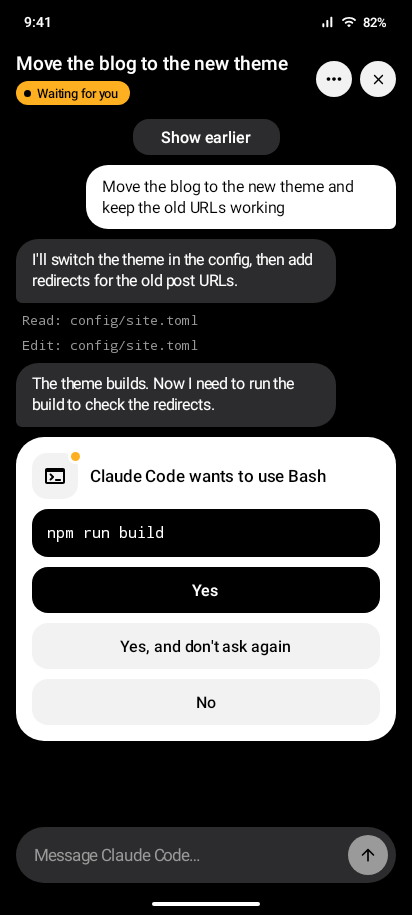 9:41
82%
Move the blog to the new theme
Waiting for you
Show earlier
Move the blog to the new theme and
keep the old URLs working
I'll switch the theme in the config, then add
redirects for the old post URLs.
Read: config/site.toml
Edit: config/site.toml
The theme builds. Now I need to run the
build to check the redirects.
Claude Code wants to use Bash
npm run build
Yes
Yes, and don't ask again
No
Message Claude Code...